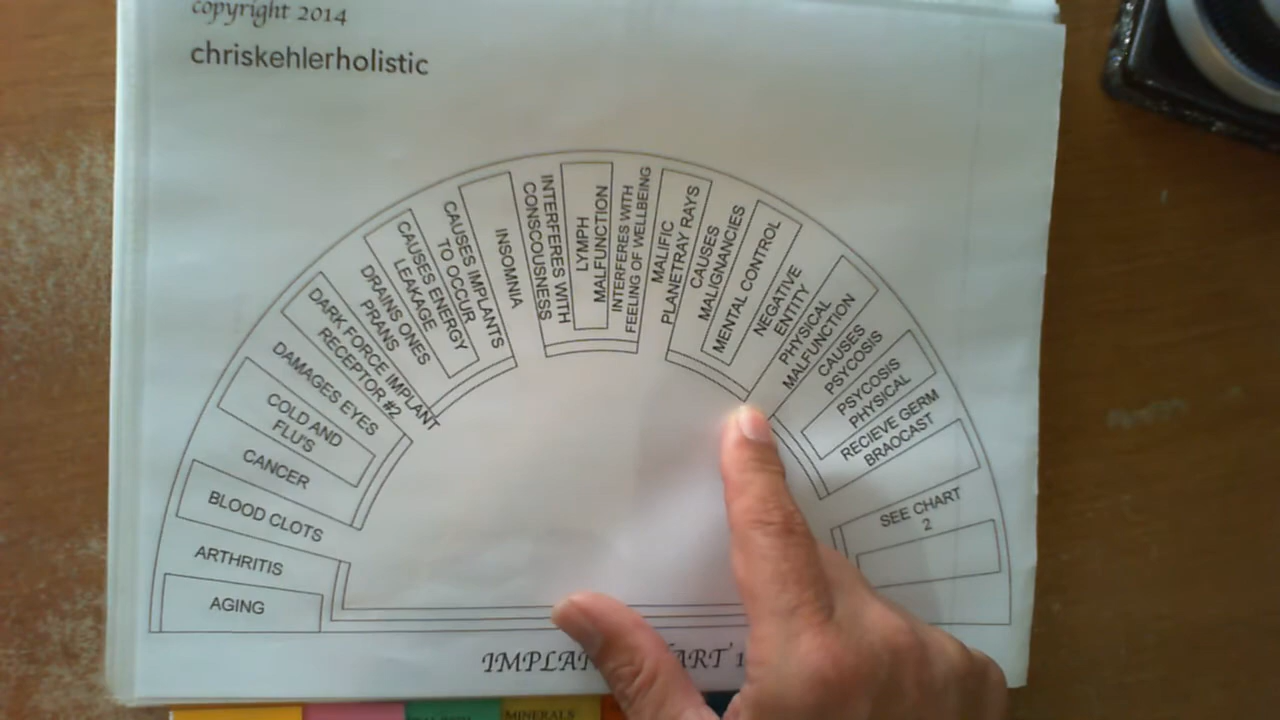 copyright 2014
chriskehlerholistic
AGING
ARTHRITIS
BLOOD CLOTS
CANCER
COLD AND
FLU'S
DAMAGES EYES
DARK FORCE IMPLANT
RECEPTOR #2
DRAINS ONES
PRANS
CAUSES ENERGY
LEAKAGE
CAUSES IMPLANTS
TO OCCUR
INSOMNIA
INTERFERES WITH
CONSCOUSNESS
LYMPH
MALFUNCTION
INTERFERES WITH
FEELING OF WELLBEING
MALIFIC
PLANETRAY RAYS
CAUSES
MALIGNANCIES
MENTAL CONTROL
NEGATIVE
ENTITY
PHYSICAL
MALFUNCTION
CAUSES
PSYCOSIS
PSYCOSIS
PHYSICAL
RECIEVE GERM
BRAOCAST
SEE CHART
2
1
MINERALS